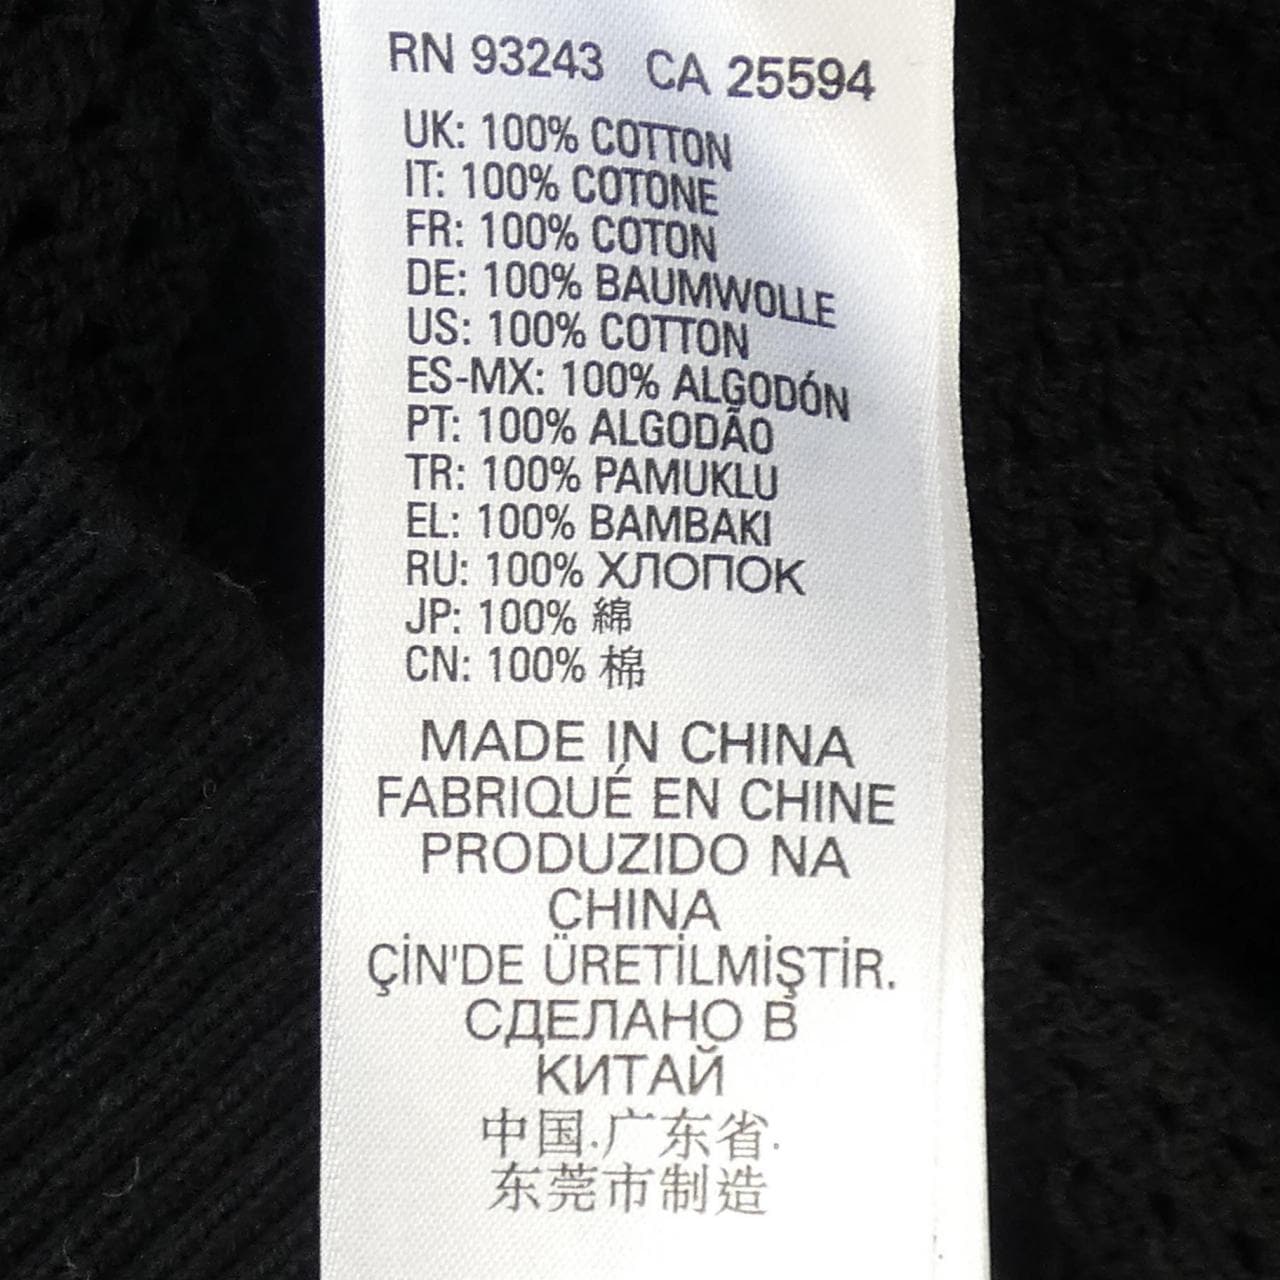 RN 93243 CA 25594
UK: 100% COTTON
IT: 100% COTONE
FR: 100% COTON
DE: 100% BAUMWOLLE
US: 100% COTTON
ES-MX: 100% ALGODÓN
PT: 100% ALGODÃO
TR: 100% PAMUKLU
EL: 100% BAMBAKI
RU: 100% ХЛОПОК
JP: 100% 綿
CN: 100% 棉
MADE IN CHINA
FABRIQUÉ EN CHINE
PRODUZIDO NA
CHINA
ÇİN'DE ÜRETİLMİŞTİR.
СДЕЛАНО В
КИТАЙ
中国.广东省.
东莞市制造